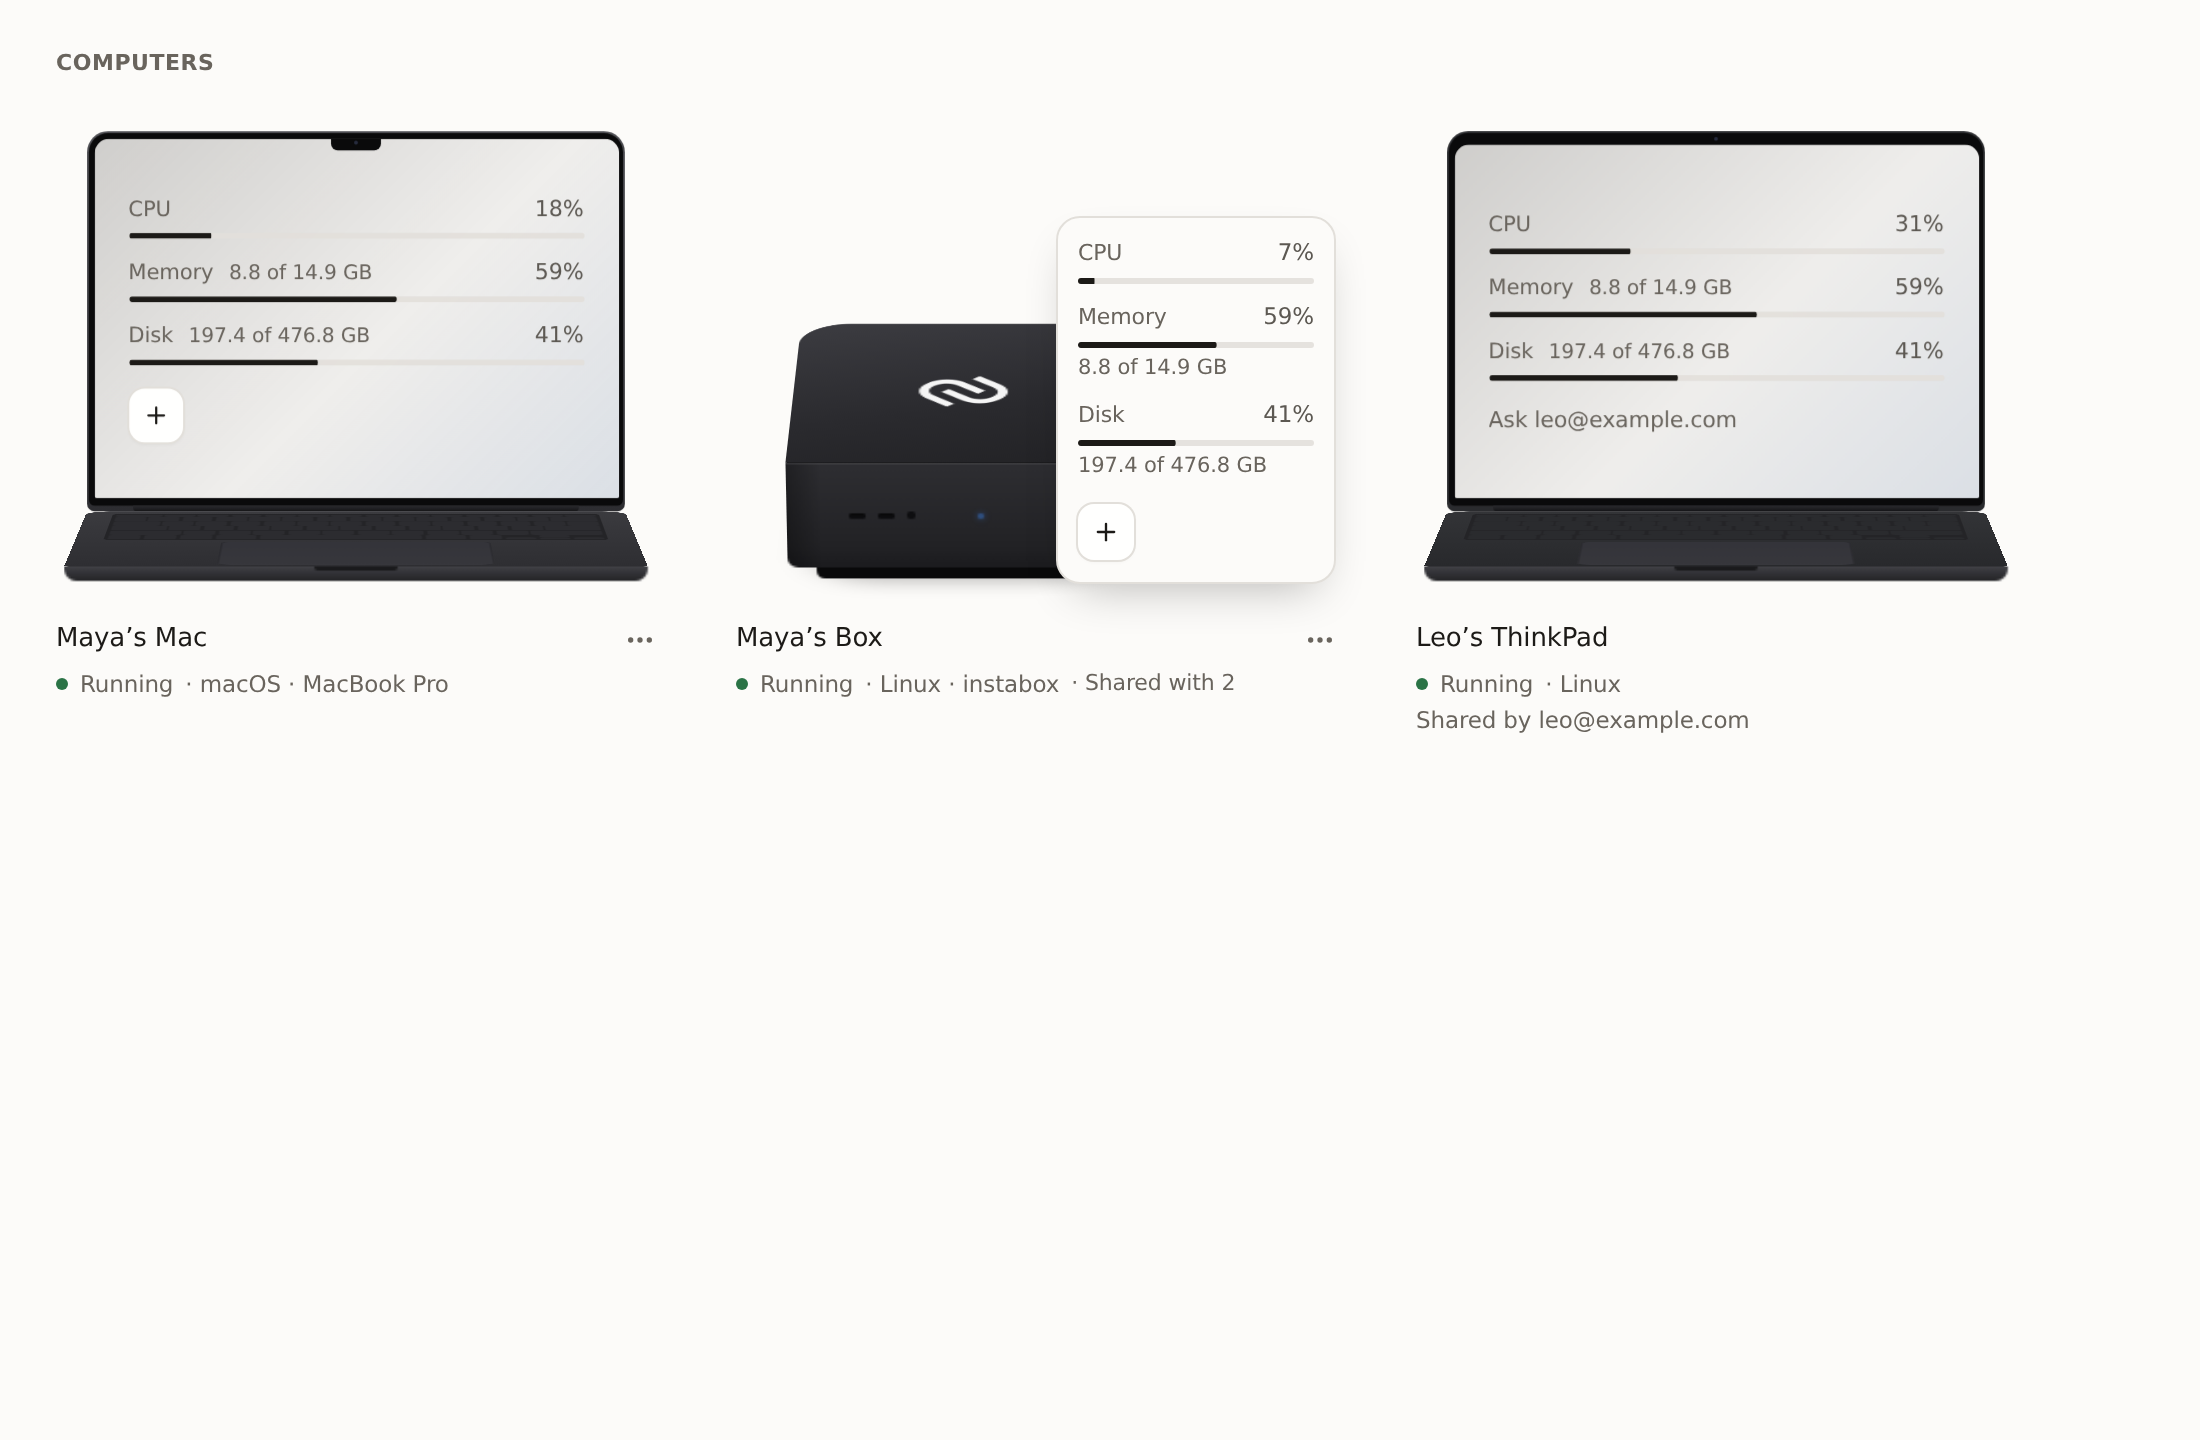 COMPUTERS
CPU 18%
Memory 8.8 of 14.9 GB 59%
Disk 197.4 of 476.8 GB 41%
+
Maya’s Mac
Running · macOS · MacBook Pro
CPU 7%
Memory 59%
8.8 of 14.9 GB
Disk 41%
197.4 of 476.8 GB
+
Maya’s Box
Running · Linux · instabox · Shared with 2
CPU 31%
Memory 8.8 of 14.9 GB 59%
Disk 197.4 of 476.8 GB 41%
Ask leo@example.com
Leo’s ThinkPad
Running · Linux
Shared by leo@example.com